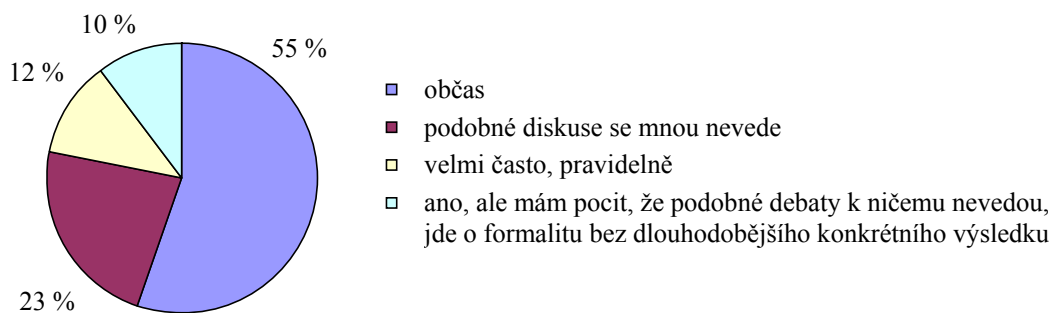 10 %
55 %
12 %
23 %
občas
podobné diskuse se mnou nevede
velmi často, pravidelně
ano, ale mám pocit, že podobné debaty k ničemu nevedou,
jde o formalitu bez dlouhodobějšího konkrétního výsledku